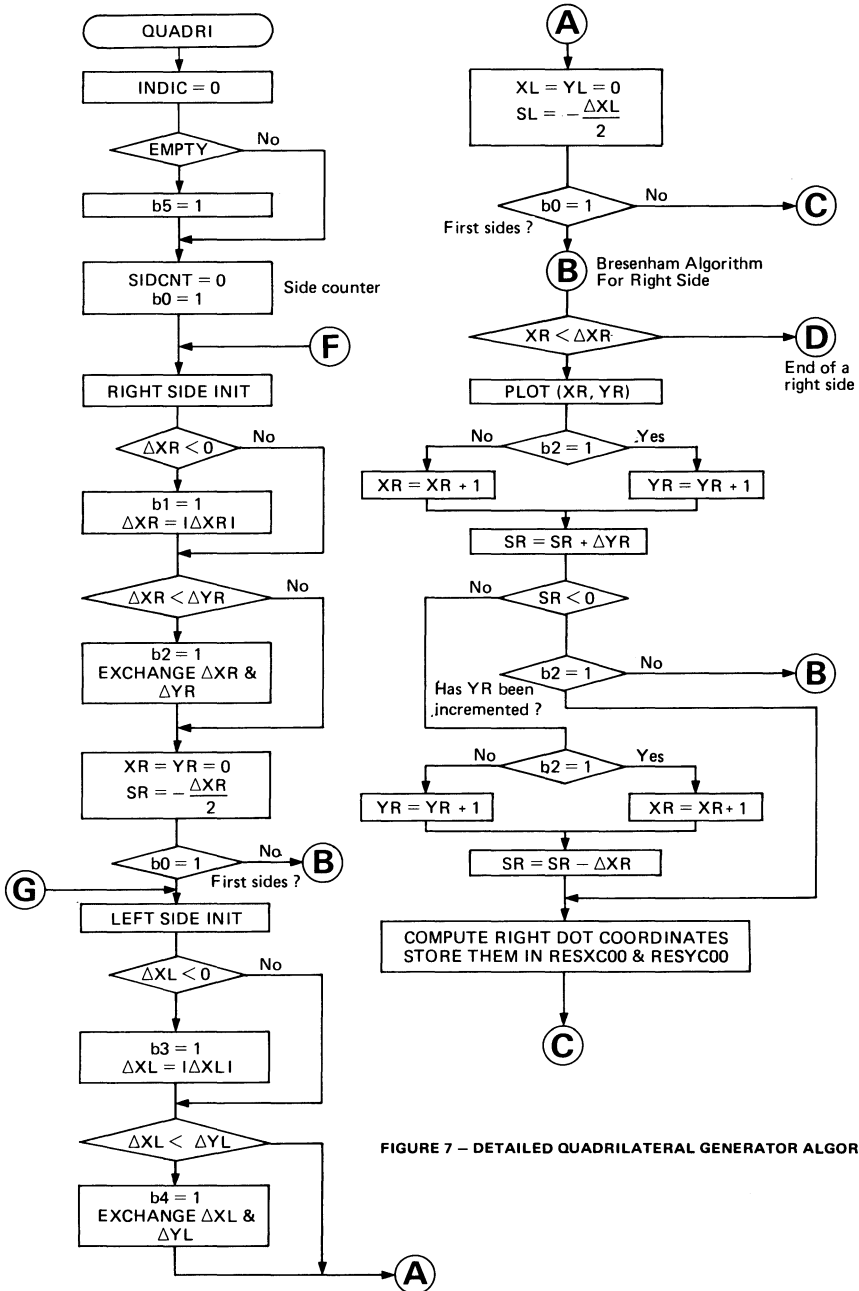 QUADRI
INDIC = 0
EMPTY
No
b5 = 1
SIDCNT = 0
b0 = 1
Side counter
F
RIGHT SIDE INIT
ΔXR < 0
No
b1 = 1
ΔXR = |ΔXR|
ΔXR < ΔYR
No
b2 = 1
EXCHANGE ΔXR &
ΔYR
XR = YR = 0
SR = - ΔXR
2
b0 = 1
No
B
First sides ?
G
LEFT SIDE INIT
ΔXL < 0
No
b3 = 1
ΔXL = |ΔXL|
ΔXL < ΔYL
b4 = 1
EXCHANGE ΔXL &
ΔYL
A
A
XL = YL = 0
SL = - ΔXL
2
b0 = 1
No
C
First sides ?
B
Bresenham Algorithm
For Right Side
XR < ΔXR
D
End of a
right side
PLOT (XR, YR)
No
b2 = 1
Yes
XR = XR + 1
YR = YR + 1
SR = SR + ΔYR
No
SR < 0
b2 = 1
No
B
Has YR been
incremented ?
No
b2 = 1
Yes
YR = YR + 1
XR = XR + 1
SR = SR - ΔXR
COMPUTE RIGHT DOT COORDINATES
STORE THEM IN RESXC00 & RESYC00
C
FIGURE 7 – DETAILED QUADRILATERAL GENERATOR ALGOR